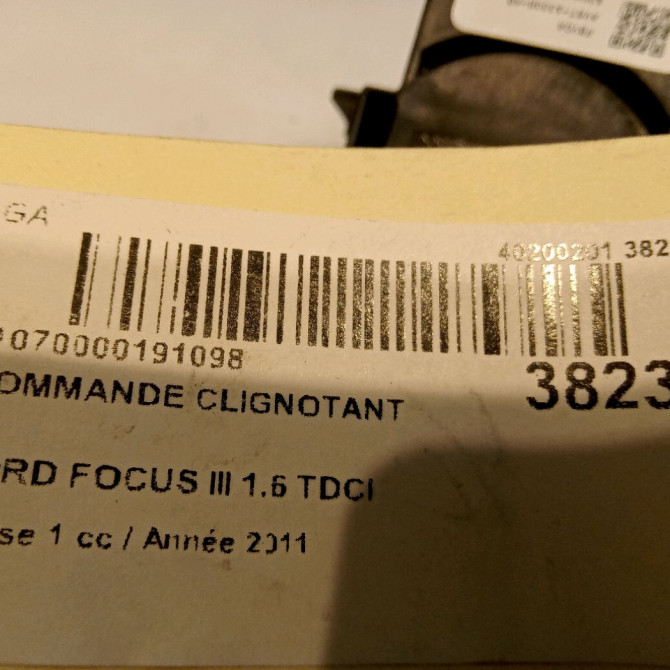 GA
40200201 382
070000191098
3823
OMMANDE CLIGNOTANT
RD FOCUS III 1.6 TDCI
se 1 cc / Année 2011